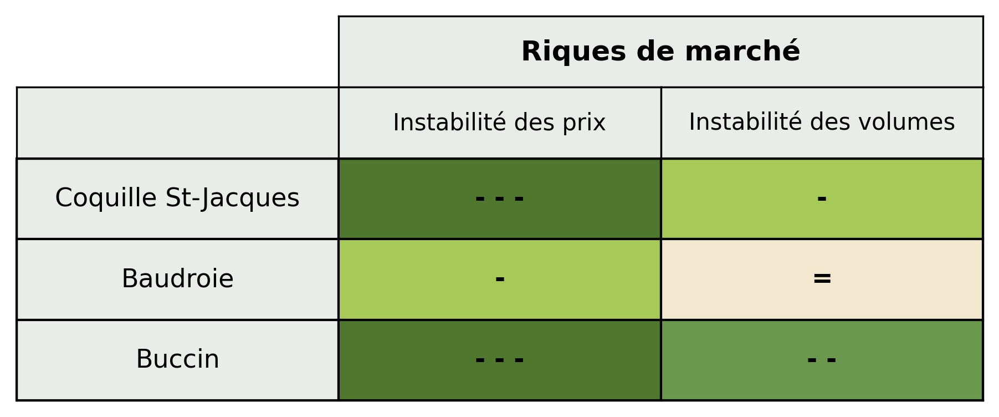 Riques de marché
Instabilité des prix Instabilité des volumes
Coquille St-Jacques - - - -
Baudroie - =
Buccin - - - - -